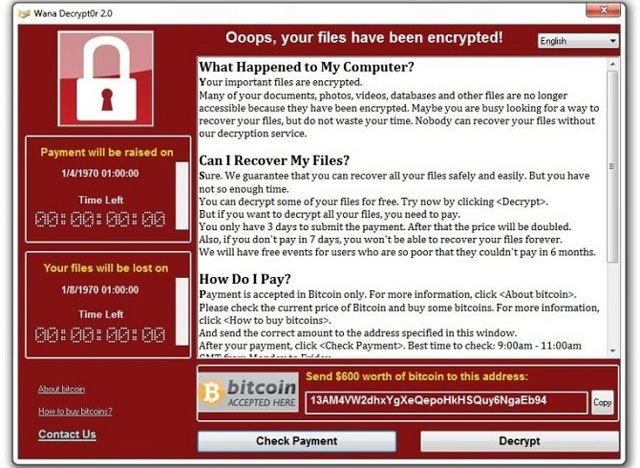 Wana Decrypt0r 2.0
Ooops, your files have been encrypted!
English
Payment will be raised on
1/4/1970 01:00:00
Time Left
00:00:00:00
Your files will be lost on
1/8/1970 01:00:00
Time Left
00:00:00:00
About bitcoin
How to buy bitcoins?
Contact Us
What Happened to My Computer?
Your important files are encrypted.
Many of your documents, photos, videos, databases and other files are no longer
accessible because they have been encrypted. Maybe you are busy looking for a way to
recover your files, but do not waste your time. Nobody can recover your files without
our decryption service.
Can I Recover My Files?
Sure. We guarantee that you can recover all your files safely and easily. But you have
not so enough time.
You can decrypt some of your files for free. Try now by clicking <Decrypt>.
But if you want to decrypt all your files, you need to pay.
You only have 3 days to submit the payment. After that the price will be doubled.
Also, if you don't pay in 7 days, you won't be able to recover your files forever.
We will have free events for users who are so poor that they couldn't pay in 6 months.
How Do I Pay?
Payment is accepted in Bitcoin only. For more information, click <About bitcoin>.
Please check the current price of Bitcoin and buy some bitcoins. For more information,
click <How to buy bitcoins>.
And send the correct amount to the address specified in this window.
After your payment, click <Check Payment>. Best time to check: 9:00am - 11:00am
GMT from Monday to Friday.
bitcoin
ACCEPTED HERE
Send $600 worth of bitcoin to this address:
13AM4VW2dhxYgXeQepoHkHSQuy6NgaEb94
Copy
Check Payment
Decrypt